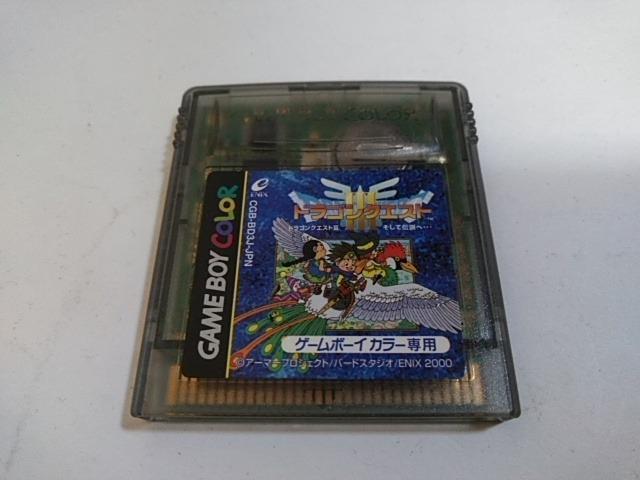 GAME BOY COLOR
ENIX
CGB-BD3J-JPN
III
ドラゴンクエスト
ドラゴンクエストⅢ そして伝説へ…
ゲームボーイ カラー専用
©アーマープロジェクト/バードスタジオ/ENIX 2000